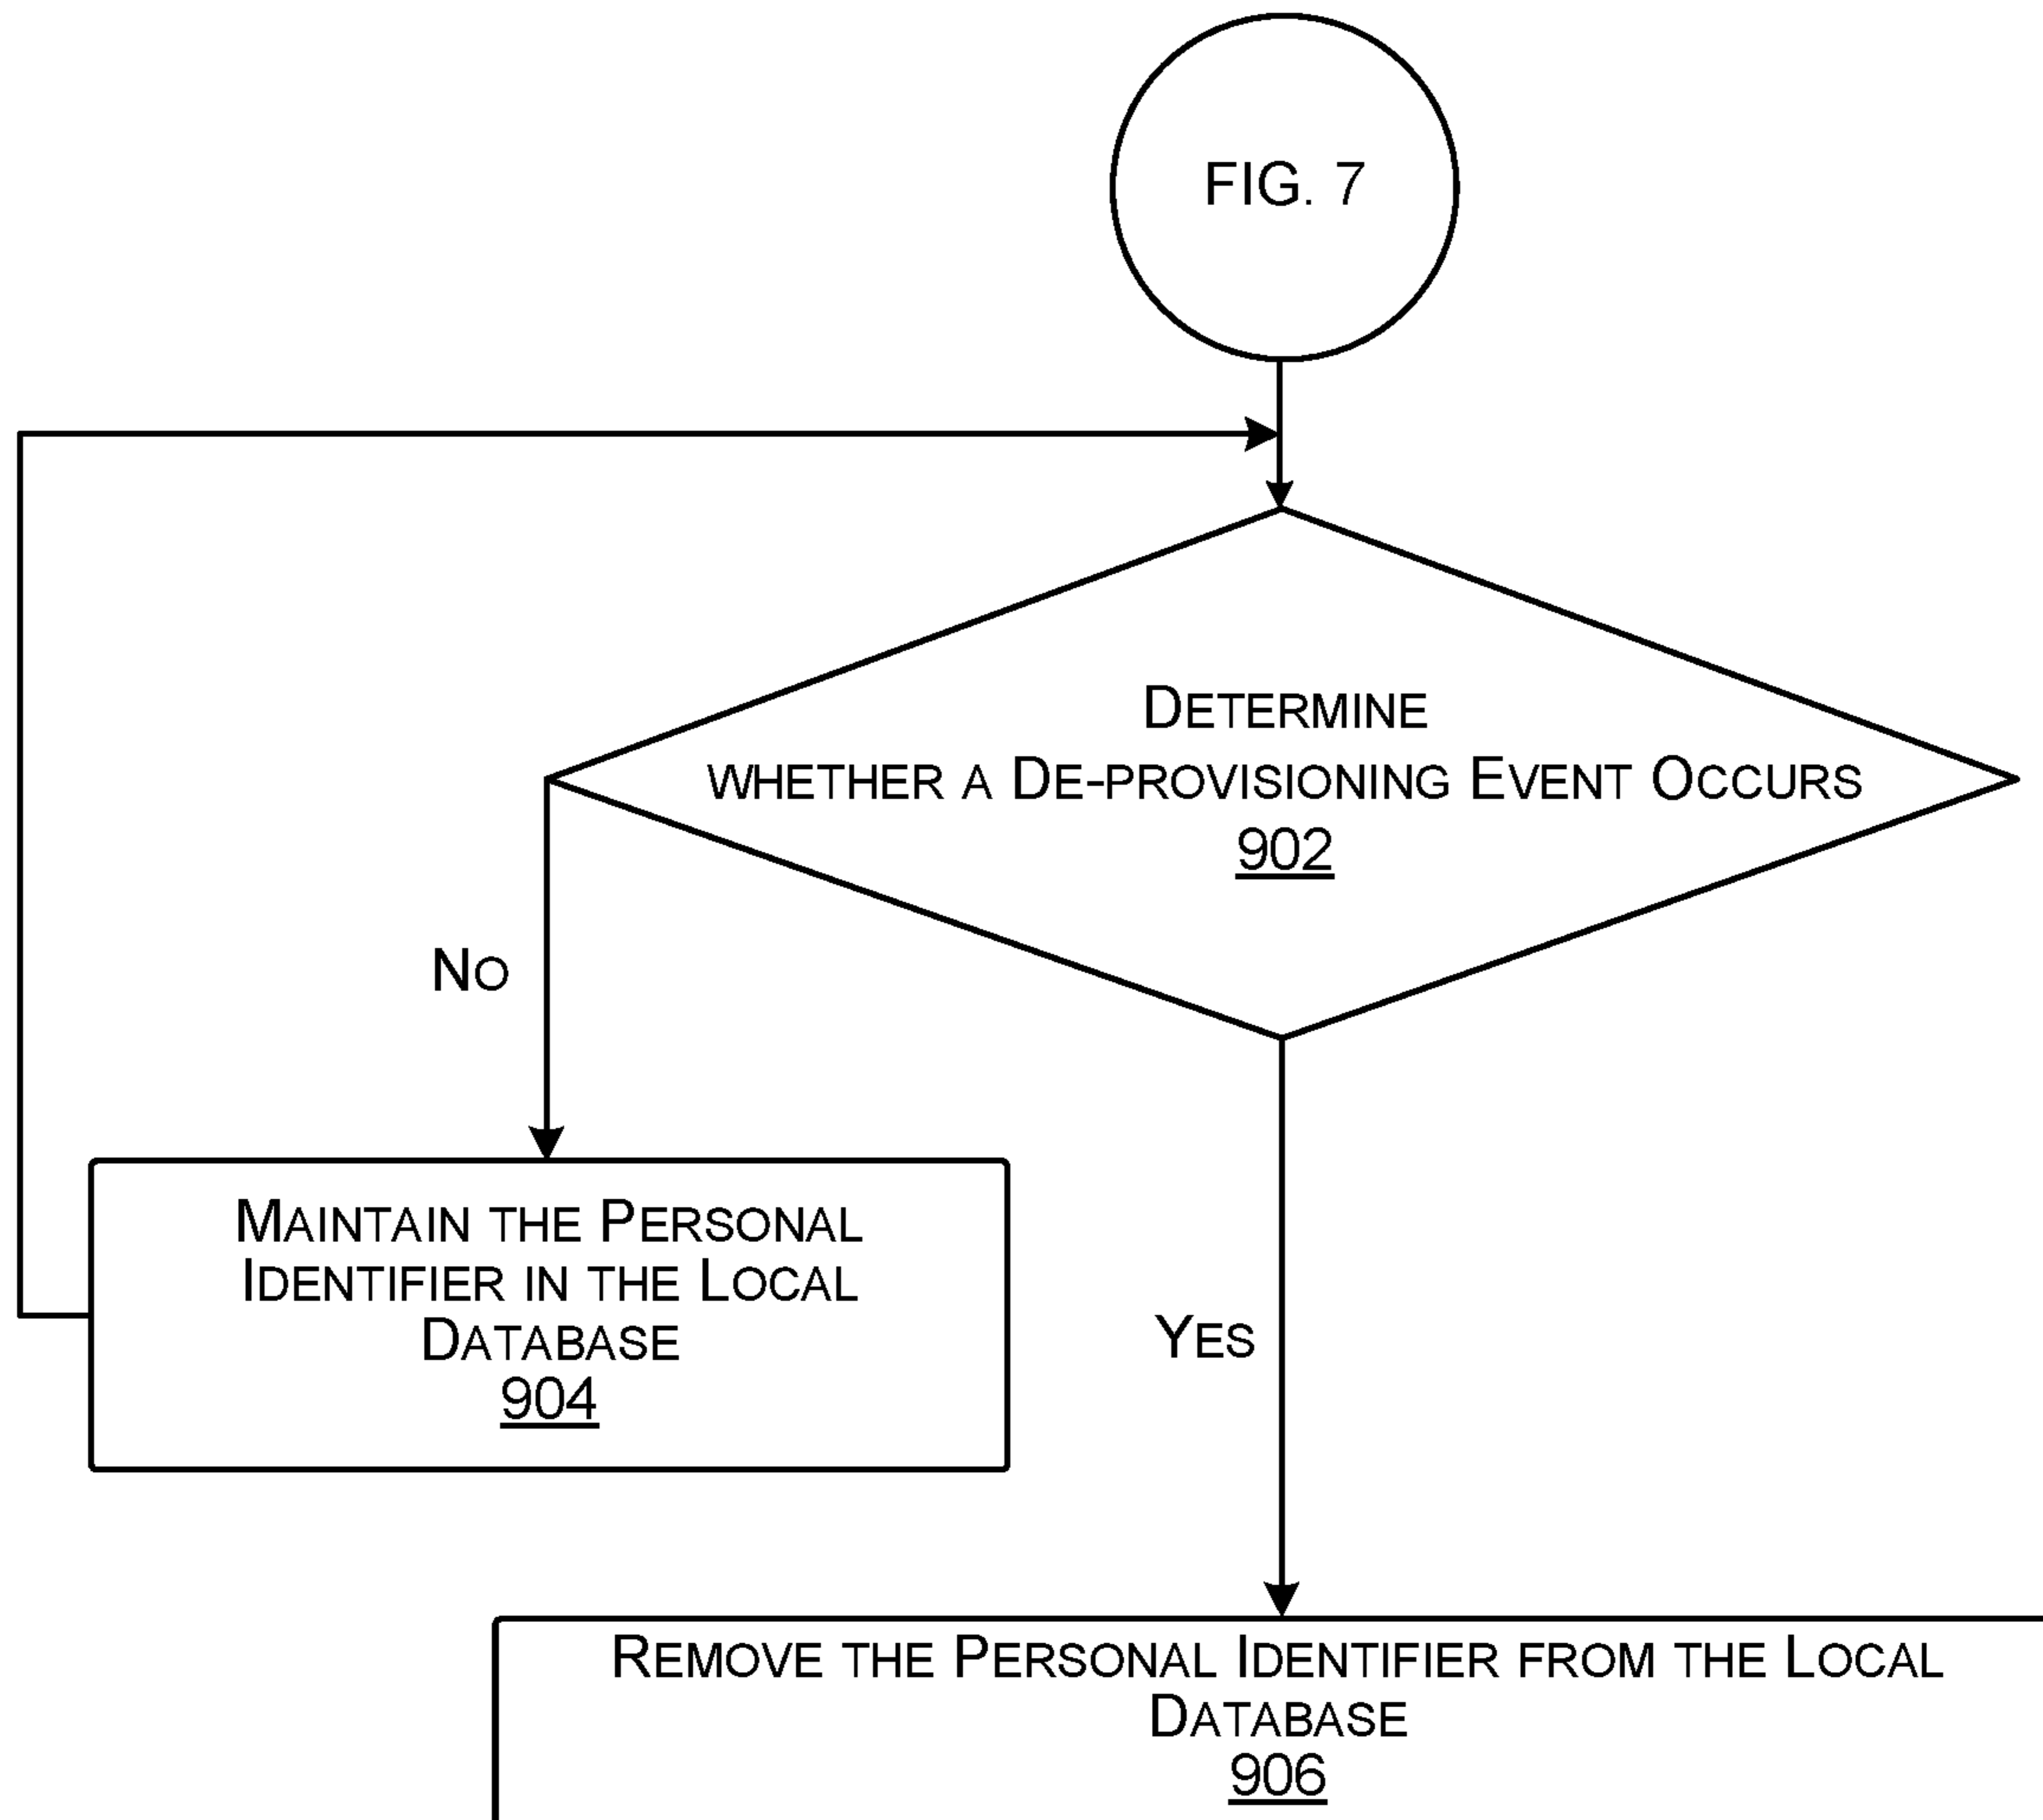 FIG. 7
DETERMINE
WHETHER A DE-PROVISIONING EVENT OCCURS
902
NO
MAINTAIN THE PERSONAL
IDENTIFIER IN THE LOCAL
DATABASE
904
YES
REMOVE THE PERSONAL IDENTIFIER FROM THE LOCAL
DATABASE
906